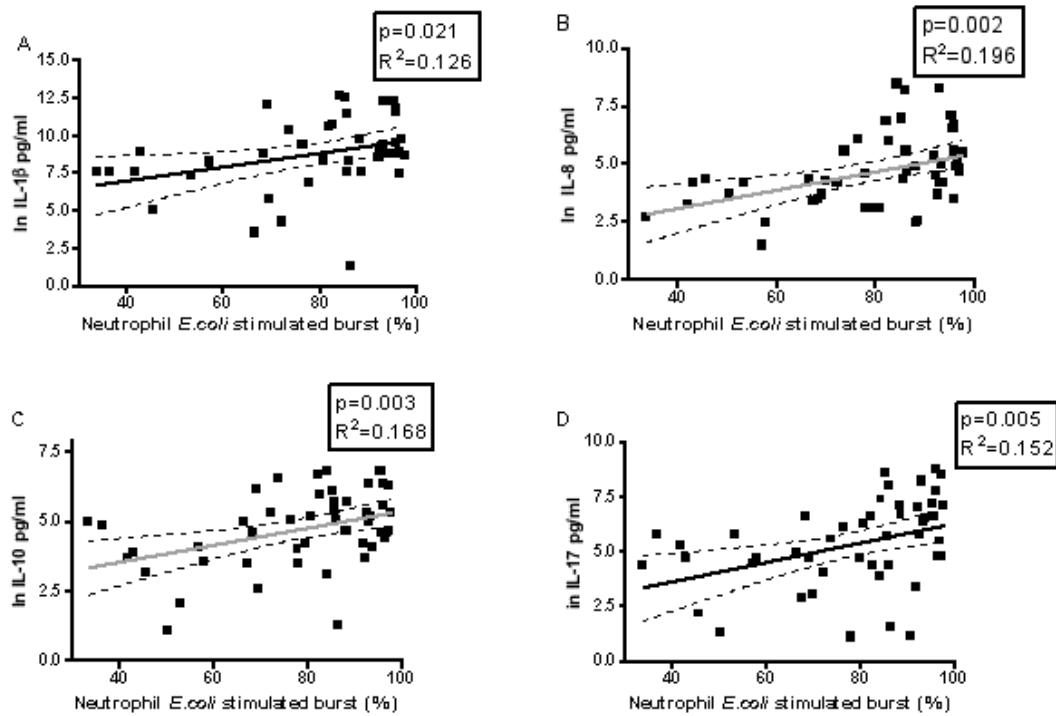 A
p=0.021
R²=0.126
15.0
12.5
10.0
7.5
5.0
2.5
0.0
ln IL-1β pg/ml
40 60 80 100
Neutrophil E.coli stimulated burst (%)
B
p=0.002
R²=0.196
10.0
7.5
5.0
2.5
0.0
ln IL-8 pg/ml
40 60 80 100
Neutrophil E.coli stimulated burst (%)
C
p=0.003
R²=0.168
7.5
5.0
2.5
0.0
ln IL-10 pg/ml
40 60 80 100
Neutrophil E.coli stimulated burst (%)
D
p=0.005
R²=0.152
10.0
7.5
5.0
2.5
0.0
in IL-17 pg/ml
40 60 80 100
Neutrophil E.coli stimulated burst (%)